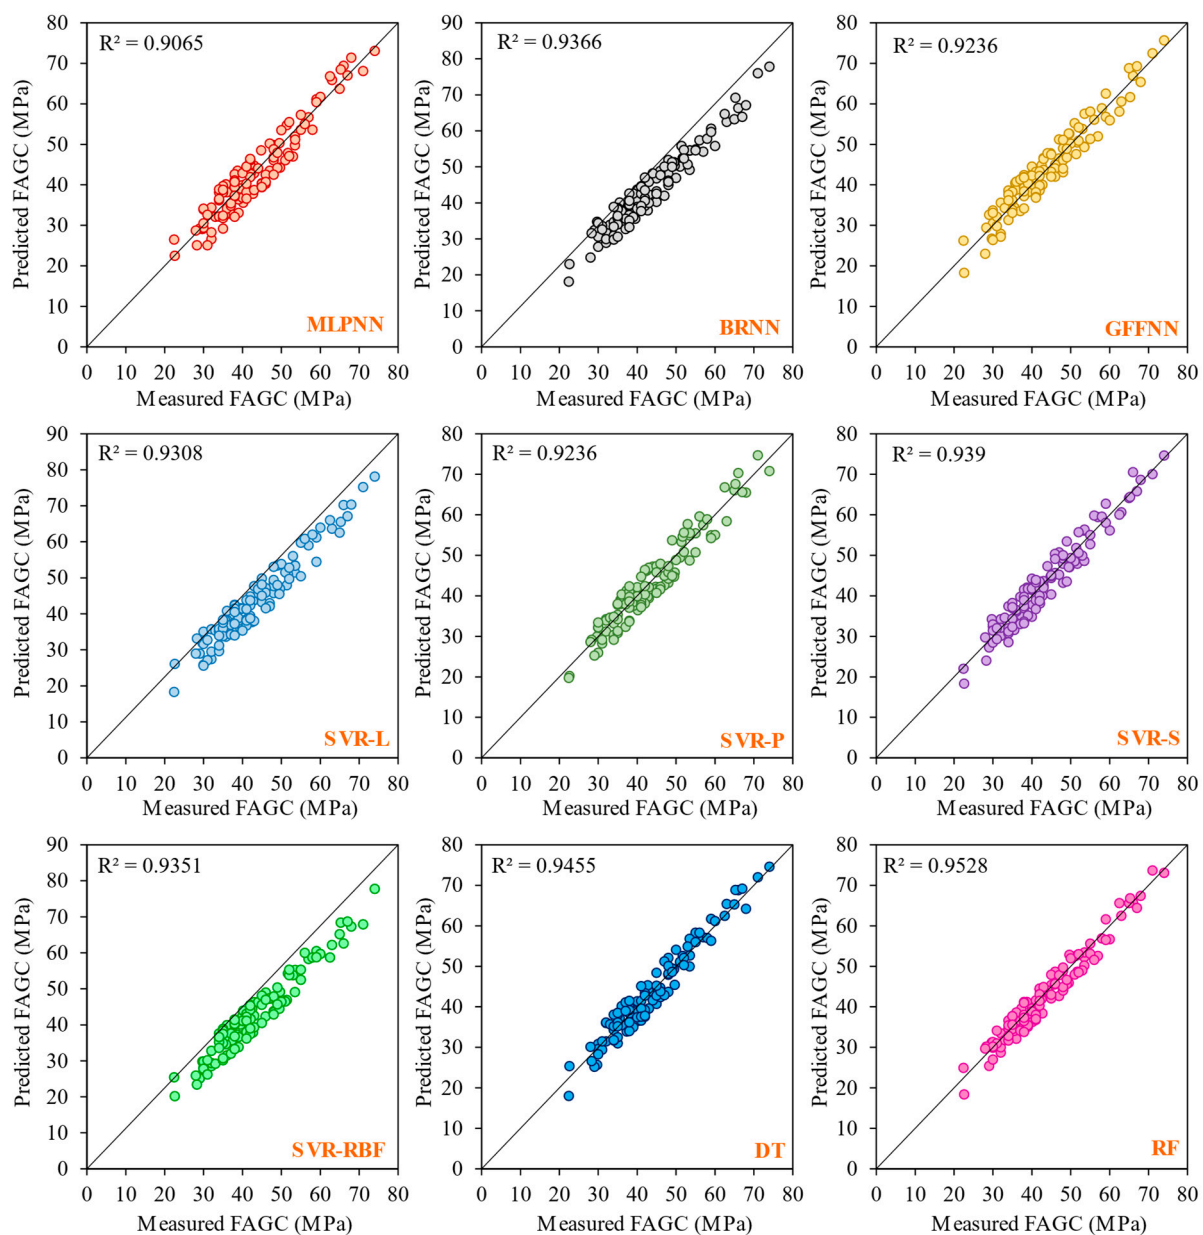 R² = 0.9065
Predicted FAGC (MPa)
80
70
60
50
40
30
20
10
0
MLPNN
0 10 20 30 40 50 60 70 80
Measured FAGC (MPa)
R² = 0.9366
Predicted FAGC (MPa)
90
80
70
60
50
40
30
20
10
0
BRNN
0 10 20 30 40 50 60 70 80
Measured FAGC (MPa)
R² = 0.9236
Predicted FAGC (MPa)
80
70
60
50
40
30
20
10
0
GFFNN
0 10 20 30 40 50 60 70 80
Measured FAGC (MPa)
R² = 0.9308
Predicted FAGC (MPa)
90
80
70
60
50
40
30
20
10
0
SVR-L
0 10 20 30 40 50 60 70 80
Measured FAGC (MPa)
R² = 0.9236
Predicted FAGC (MPa)
80
70
60
50
40
30
20
10
0
SVR-P
0 10 20 30 40 50 60 70 80
Measured FAGC (MPa)
R² = 0.939
Predicted FAGC (MPa)
80
70
60
50
40
30
20
10
0
SVR-S
0 10 20 30 40 50 60 70 80
Measured FAGC (MPa)
R² = 0.9351
Predicted FAGC (MPa)
90
80
70
60
50
40
30
20
10
0
SVR-RBF
0 10 20 30 40 50 60 70 80
Measured FAGC (MPa)
R² = 0.9455
Predicted FAGC (MPa)
80
70
60
50
40
30
20
10
0
DT
0 10 20 30 40 50 60 70 80
Measured FAGC (MPa)
R² = 0.9528
Predicted FAGC (MPa)
80
70
60
50
40
30
20
10
0
RF
0 10 20 30 40 50 60 70 80
Measured FAGC (MPa)